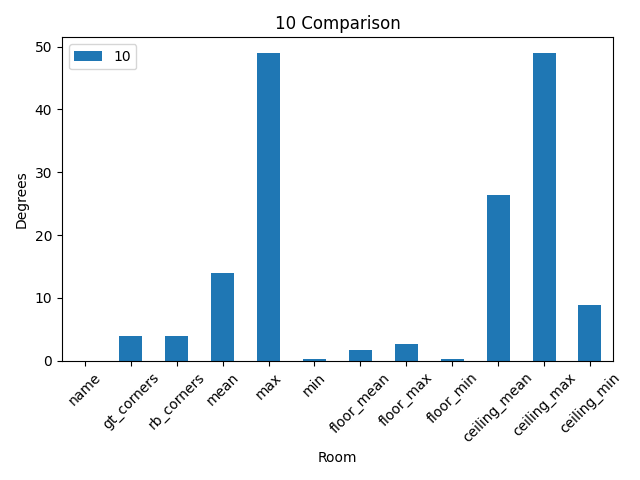 10 Comparison
10
Degrees
50
40
30
20
10
0
name
gt_corners
rb_corners
mean
max
min
floor_mean
floor_max
floor_min
ceiling_mean
ceiling_max
ceiling_min
Room